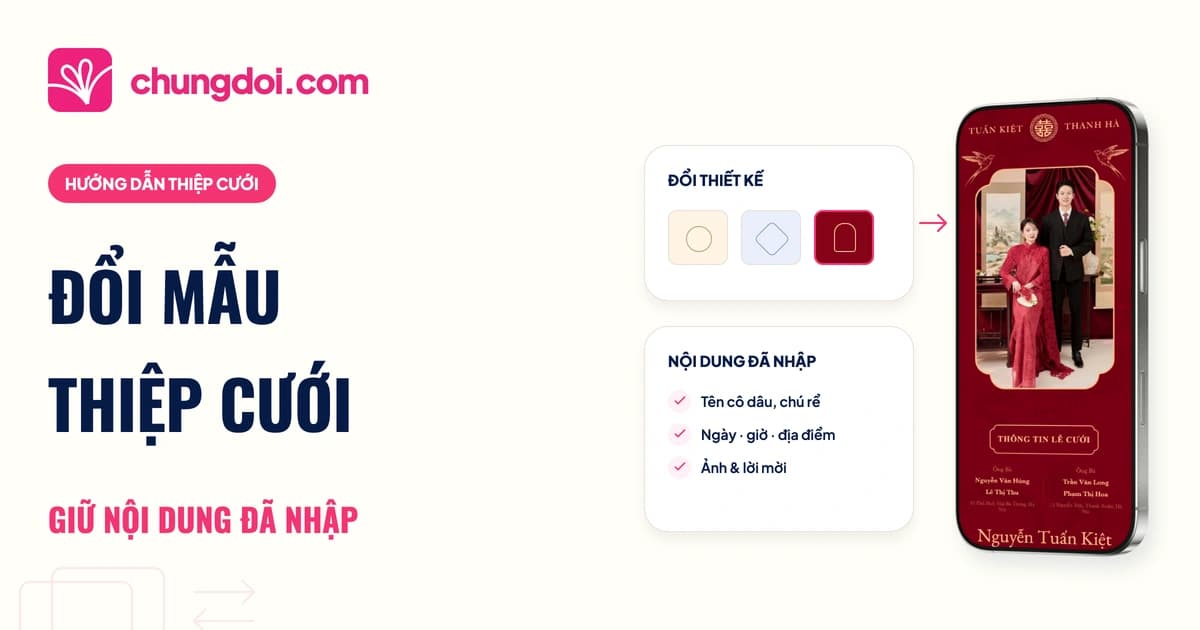 chungdoi.com
HƯỚNG DẪN THIỆP CƯỚI
ĐỔI MẪU
THIỆP CƯỚI
GIỮ NỘI DUNG ĐÃ NHẬP
ĐỔI THIẾT KẾ
NỘI DUNG ĐÃ NHẬP
Tên cô dâu, chú rể
Ngày · giờ · địa điểm
Ảnh & lời mời
TUẤN KIỆT 囍 THANH HÀ
THÔNG TIN LỄ CƯỚI
Ông Bà
Nguyễn Văn Hùng
Lê Thị Thu
Ông Bà
Trần Văn Long
Phạm Thị Hoa
Nguyễn Tuấn Kiệt